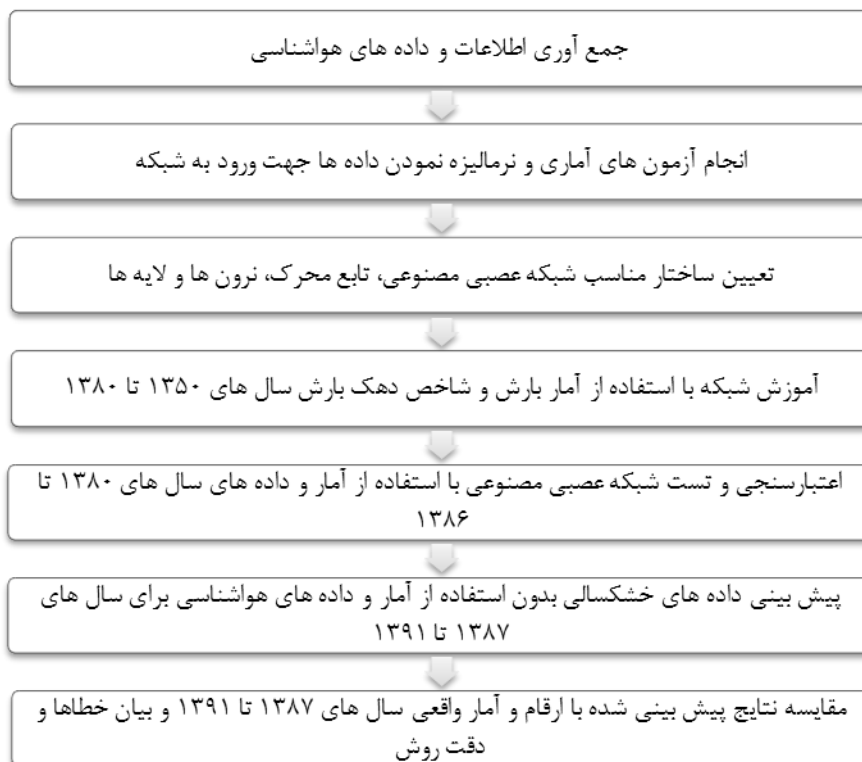 جمع آوری اطلاعات و داده های هواشناسی
انجام آزمون های آماری و نرمالیزه نمودن داده ها جهت ورود به شبکه
تعیین ساختار مناسب شبکه عصبی مصنوعی، تابع محرک، نرون ها و لایه ها
آموزش شبکه با استفاده از آمار بارش و شاخص دهک بارش سال های ۱۳۵۰ تا ۱۳۸۰
اعتبارسنجی و تست شبکه عصبی مصنوعی با استفاده از آمار و داده های سال های ۱۳۸۰ تا
۱۳۸۶
پیش بینی داده های خشکسالی بدون استفاده از آمار و داده های هواشناسی برای سال های
۱۳۸۷ تا ۱۳۹۱
مقایسه نتایج پیش بینی شده با ارقام و آمار واقعی سال های ۱۳۸۷ تا ۱۳۹۱ و بیان خطاها و
دقت روش